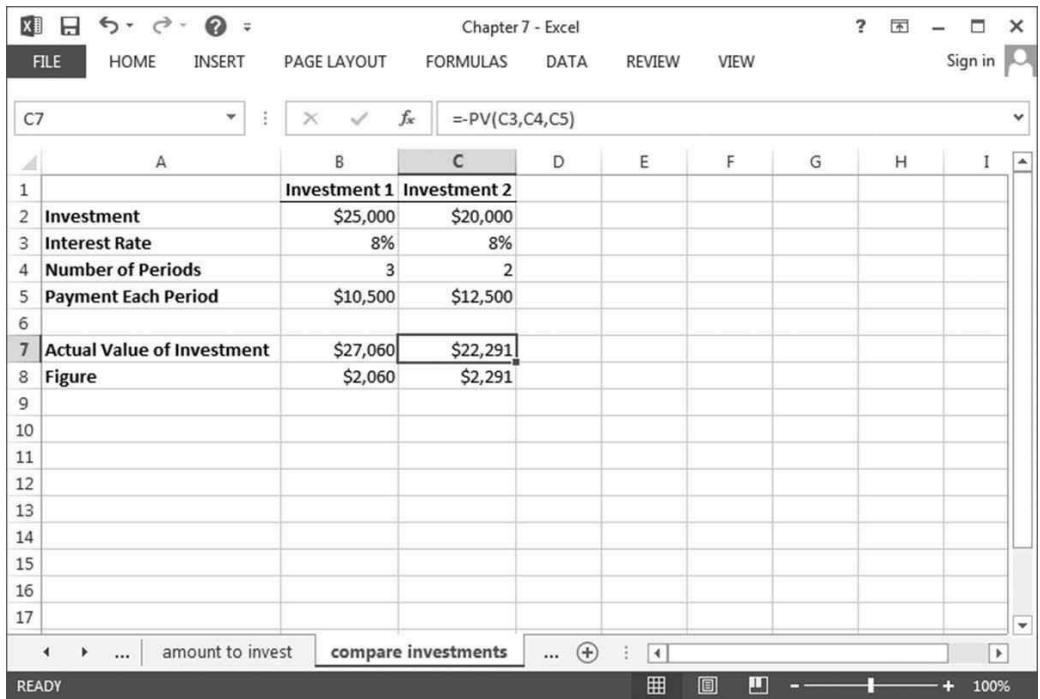 Chapter 7 - Excel
FILE HOME INSERT PAGE LAYOUT FORMULAS DATA REVIEW VIEW Sign in
C7 fx =-PV(C3,C4,C5)
A B C D E F G H I
1 Investment 1 Investment 2
2 Investment $25,000 $20,000
3 Interest Rate 8% 8%
4 Number of Periods 3 2
5 Payment Each Period $10,500 $12,500
6
7 Actual Value of Investment $27,060 $22,291
8 Figure $2,060 $2,291
9
10
11
12
13
14
15
16
17
... amount to invest compare investments ...
READY 100%